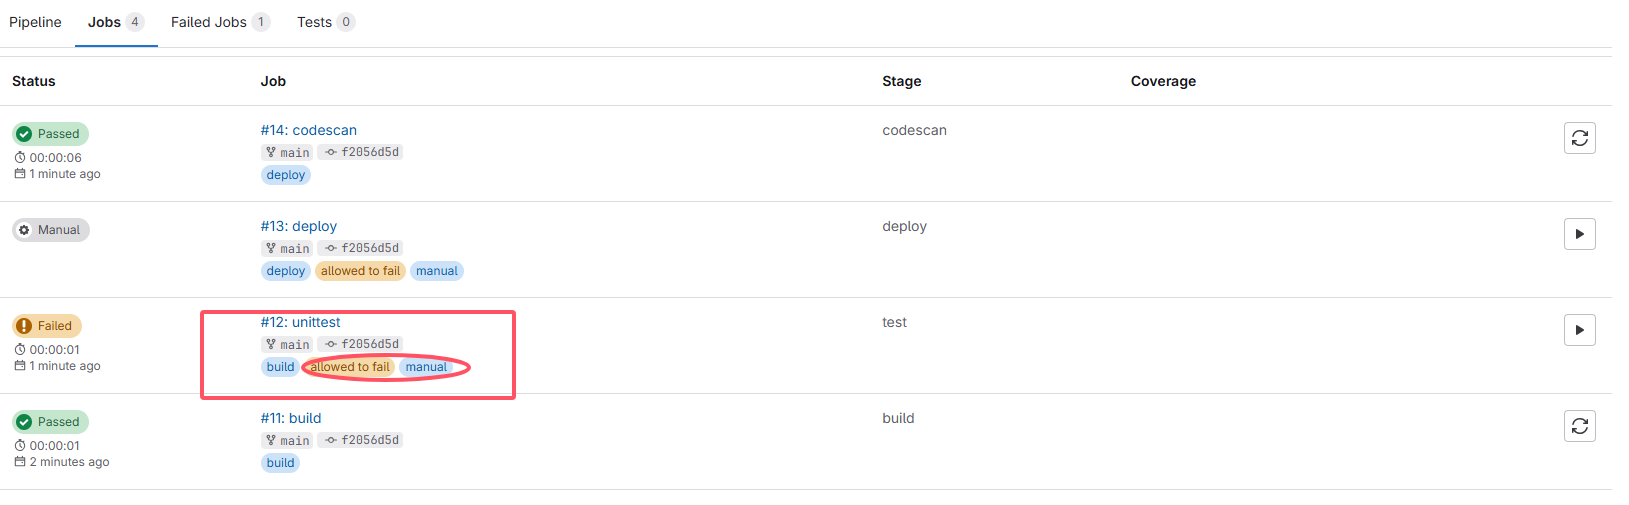 Pipeline Jobs 4 Failed Jobs 1 Tests 0
Status Job Stage Coverage
Passed #14: codescan codescan
00:00:06 main f2056d5d
1 minute ago deploy
Manual #13: deploy deploy
main f2056d5d
deploy allowed to fail manual
Failed #12: unittest test
00:00:01 main f2056d5d
1 minute ago build allowed to fail manual
Passed #11: build build
00:00:01 main f2056d5d
2 minutes ago build